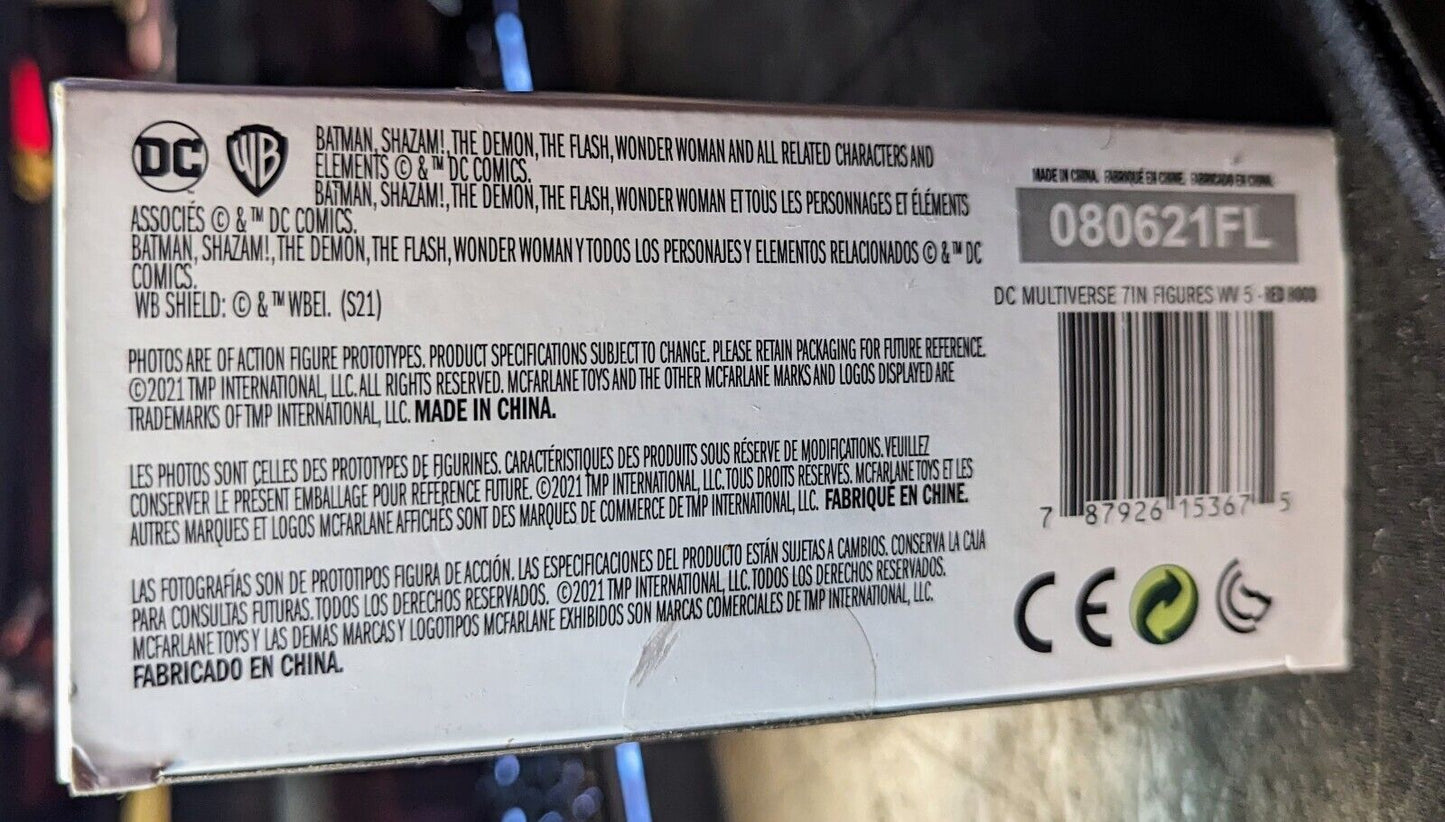 DC
WB
BATMAN, SHAZAM!, THE DEMON, THE FLASH, WONDER WOMAN AND ALL RELATED CHARACTERS AND
ELEMENTS © & ™ DC COMICS.
BATMAN, SHAZAM!, THE DEMON, THE FLASH, WONDER WOMAN ET TOUS LES PERSONNAGES ET ÉLÉMENTS
ASSOCIÉS © & ™ DC COMICS.
BATMAN, SHAZAM!, THE DEMON, THE FLASH, WONDER WOMAN Y TODOS LOS PERSONAJES Y ELEMENTOS RELACIONADOS © & ™ DC
COMICS.
WB SHIELD: © & ™ WBEI. (S21)
PHOTOS ARE OF ACTION FIGURE PROTOTYPES. PRODUCT SPECIFICATIONS SUBJECT TO CHANGE. PLEASE RETAIN PACKAGING FOR FUTURE REFERENCE.
©2021 TMP INTERNATIONAL, LLC. ALL RIGHTS RESERVED. MCFARLANE TOYS AND THE OTHER MCFARLANE MARKS AND LOGOS DISPLAYED ARE
TRADEMARKS OF TMP INTERNATIONAL, LLC. MADE IN CHINA.
LES PHOTOS SONT CELLES DES PROTOTYPES DE FIGURINES. CARACTÉRISTIQUES DES PRODUITS SOUS RÉSERVE DE MODIFICATIONS. VEUILLEZ
CONSERVER LE PRÉSENT EMBALLAGE POUR RÉFÉRENCE FUTURE. ©2021 TMP INTERNATIONAL, LLC. TOUS DROITS RÉSERVÉS. MCFARLANE TOYS ET LES
AUTRES MARQUES ET LOGOS MCFARLANE AFFICHÉS SONT DES MARQUES DE COMMERCE DE TMP INTERNATIONAL, LLC. FABRIQUÉ EN CHINE.
LAS FOTOGRAFÍAS SON DE PROTOTIPOS FIGURA DE ACCIÓN. LAS ESPECIFICACIONES DEL PRODUCTO ESTÁN SUJETAS A CAMBIOS. CONSERVA LA CAJA
PARA CONSULTAS FUTURAS. TODOS LOS DERECHOS RESERVADOS. ©2021 TMP INTERNATIONAL, LLC. TODOS LOS DERECHOS RESERVADOS.
MCFARLANE TOYS Y LAS DEMÁS MARCAS Y LOGOTIPOS MCFARLANE EXHIBIDOS SON MARCAS COMERCIALES DE TMP INTERNATIONAL, LLC.
FABRICADO EN CHINA.
MADE IN CHINA. FABRIQUÉ EN CHINE. FABRICADO EN CHINA.
080621FL
DC MULTIVERSE 7IN FIGURES WV 5 - RED HOOD
7 87926 15367 5
CE